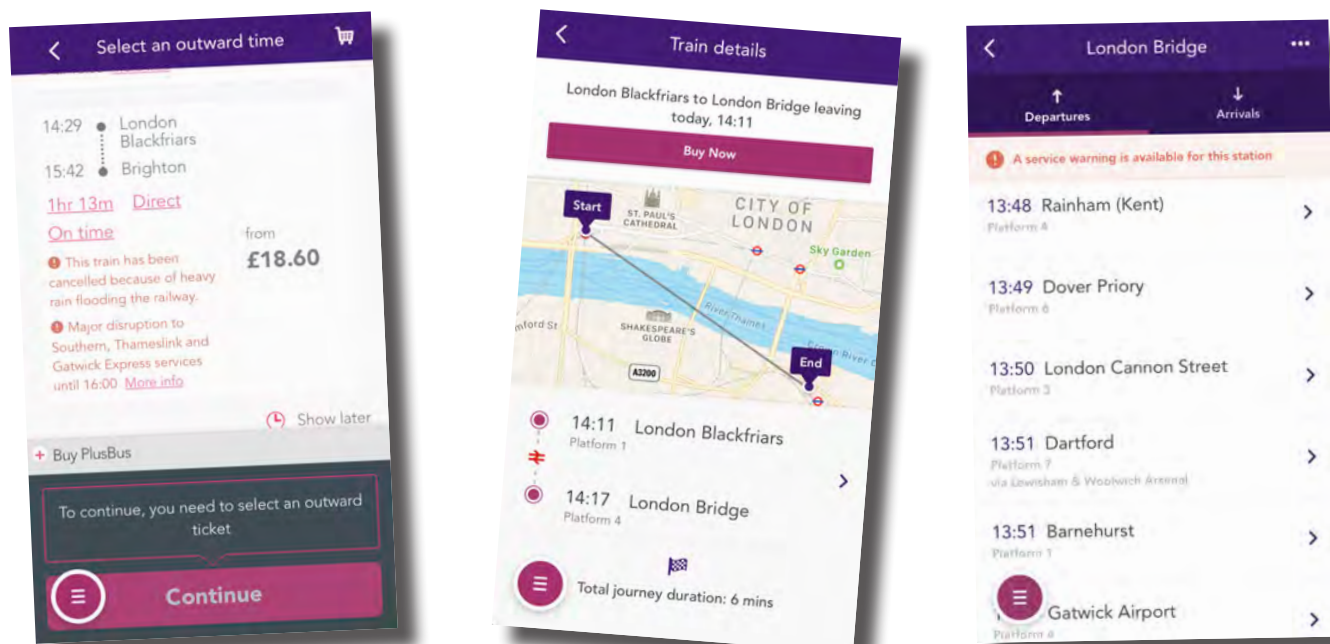 Select an outward time
14:29 London
Blackfriars
15:42 Brighton
1hr 13m Direct
On time
from
£18.60
This train has been
cancelled because of heavy
rain flooding the railway.
Major disruption to
Southern, Thameslink and
Gatwick Express services
until 16:00 More info
Show later
+ Buy PlusBus
To continue, you need to select an outward
ticket
Continue
Train details
London Blackfriars to London Bridge leaving
today, 14:11
Buy Now
Start
ST. PAUL'S
CATHEDRAL
CITY OF
LONDON
Sky Garden
River Thames
SHAKESPEARE'S
GLOBE
A3200
End
14:11 London Blackfriars
Platform 1
14:17 London Bridge
Platform 4
Total journey duration: 6 mins
London Bridge
Departures
Arrivals
A service warning is available for this station
13:48 Rainham (Kent)
Platform 4
13:49 Dover Priory
Platform 6
13:50 London Cannon Street
Platform 3
13:51 Dartford
Platform 7
via Lewisham & Woolwich Arsenal
13:51 Barnehurst
Platform 1
Gatwick Airport
Platform 4